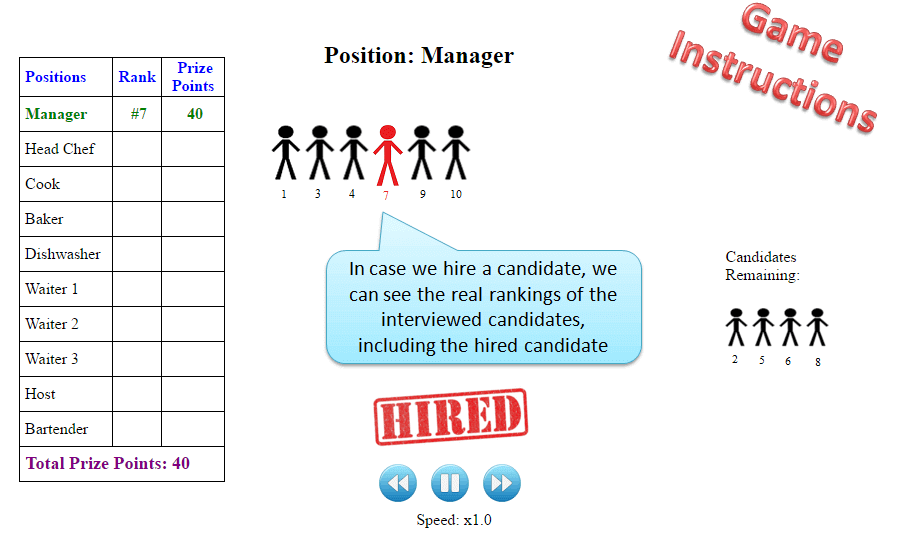 Game
Instructions
Position: Manager
Positions Rank Prize Points
Manager #7 40
Head Chef
Cook
Baker
Dishwasher
Waiter 1
Waiter 2
Waiter 3
Host
Bartender
Total Prize Points: 40
1 3 4 7 9 10
In case we hire a candidate, we
can see the real rankings of the
interviewed candidates,
including the hired candidate
HIRED
Speed: x1.0
Candidates
Remaining:
2 5 6 8